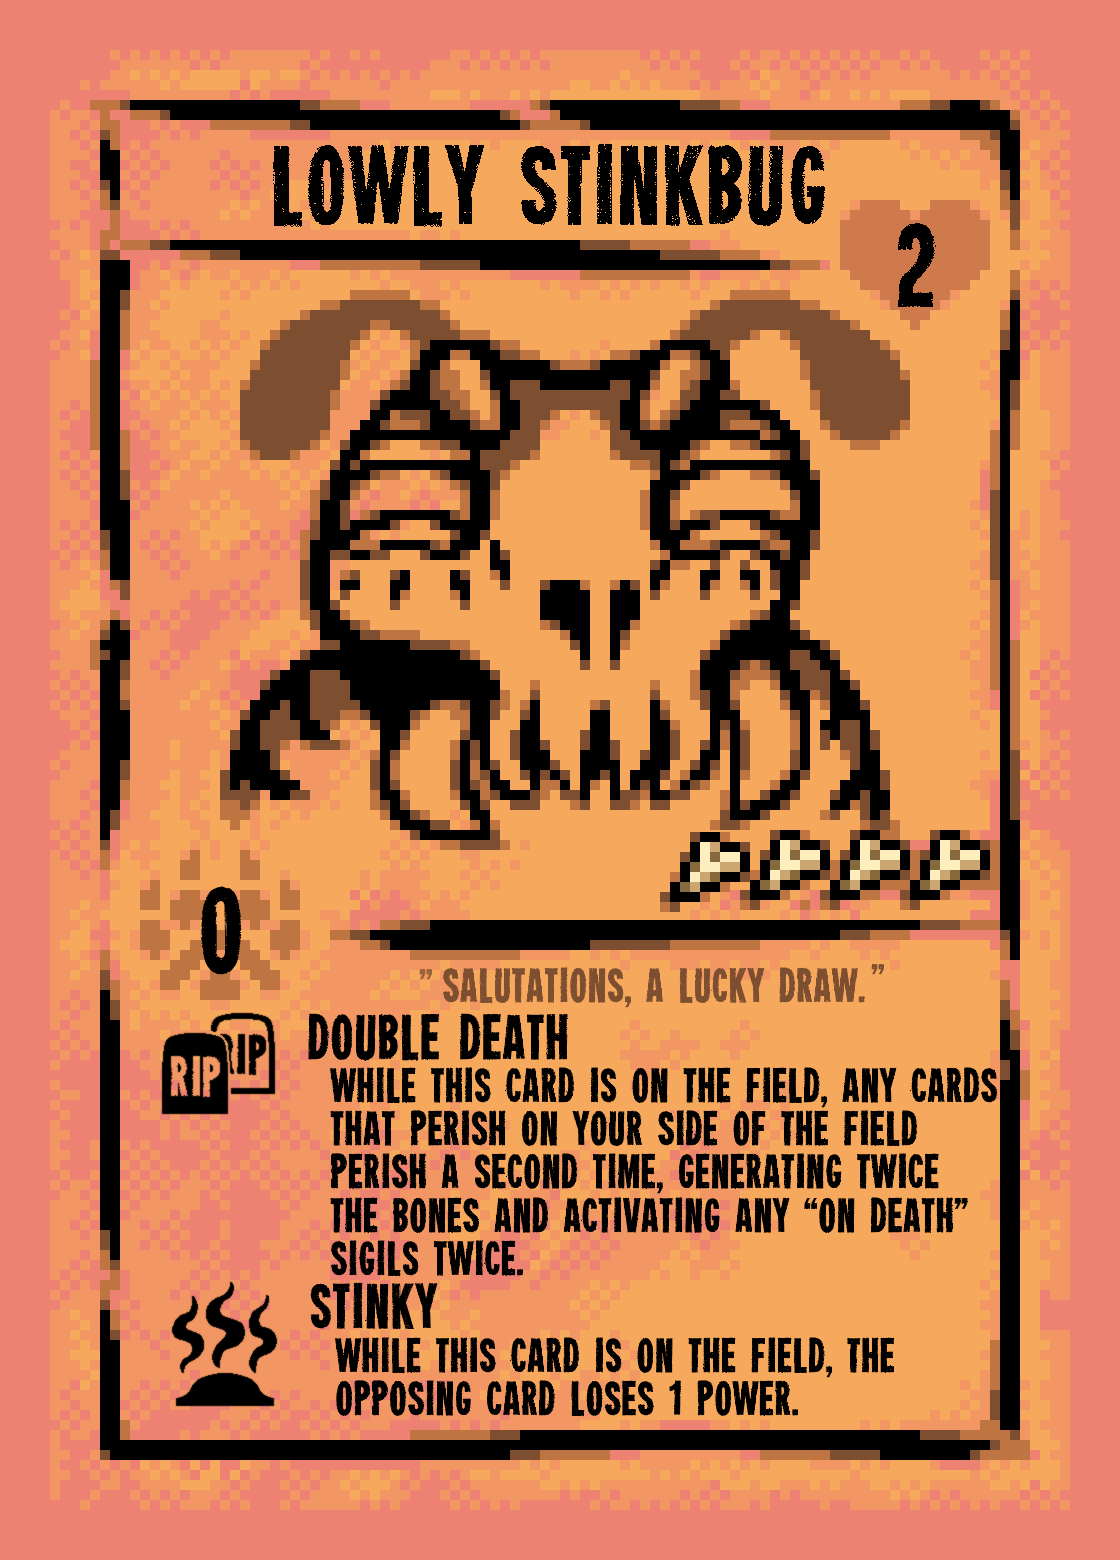 LOWLY STINKBUG
2
0
" SALUTATIONS, A LUCKY DRAW."
RIP RIP
DOUBLE DEATH
WHILE THIS CARD IS ON THE FIELD, ANY CARDS
THAT PERISH ON YOUR SIDE OF THE FIELD
PERISH A SECOND TIME, GENERATING TWICE
THE BONES AND ACTIVATING ANY “ON DEATH”
SIGILS TWICE.
STINKY
WHILE THIS CARD IS ON THE FIELD, THE
OPPOSING CARD LOSES 1 POWER.